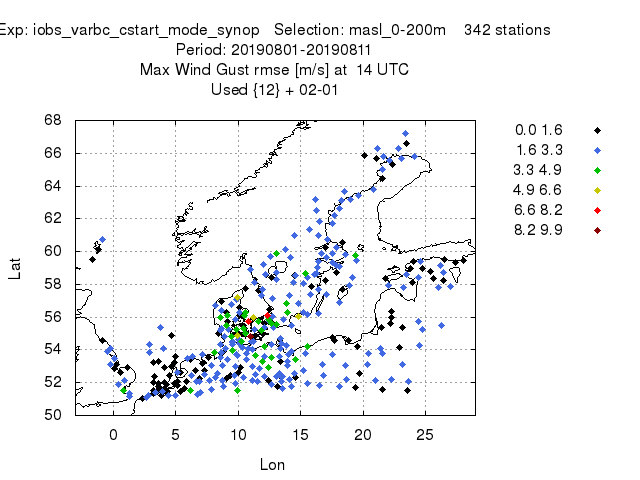 Exp: iobs_varbc_cstart_mode_synop Selection: masl_0-200m 342 stations
Period: 20190801-20190811
Max Wind Gust rmse [m/s] at 14 UTC
Used {12} + 02-01
68
66
64
62
60
58
56
54
52
50
0 5 10 15 20 25
Lat
Lon
0.0 1.6
1.6 3.3
3.3 4.9
4.9 6.6
6.6 8.2
8.2 9.9